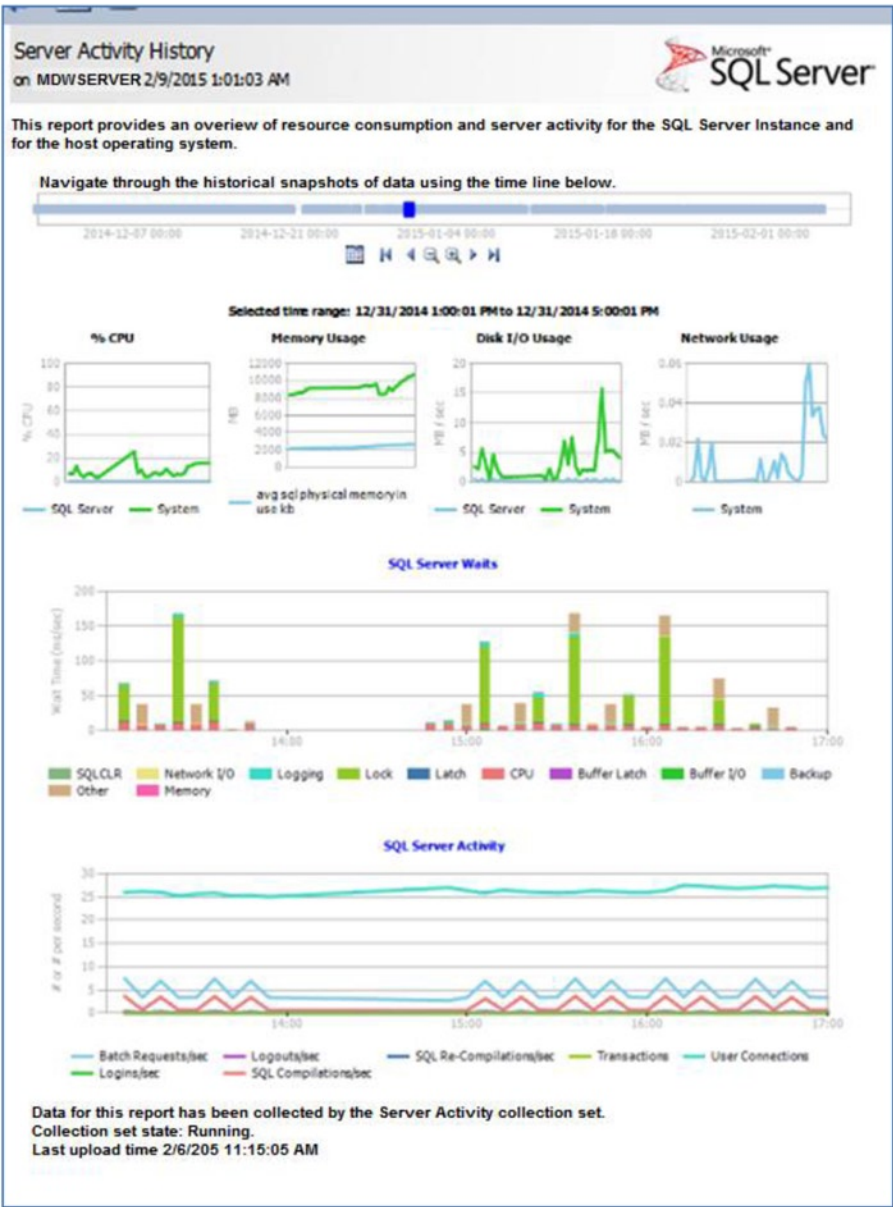 Server Activity History
on MDWSERVER 2/9/2015 1:01:03 AM
Microsoft®
SQL Server
This report provides an overiew of resource consumption and server activity for the SQL Server Instance and
for the host operating system.
Navigate through the historical snapshots of data using the time line below.
2014-12-07 00:00 2014-12-21 00:00 2015-01-04 00:00 2015-01-18 00:00 2015-02-01 00:00
Selected time range: 12/31/2014 1:00:01 PM to 12/31/2014 5:00:01 PM
% CPU
% CPU
100
80
60
40
20
0
SQL Server System
Memory Usage
MB
12000
10000
8000
6000
4000
2000
0
avg sql physical memory in
use kb
Disk I/O Usage
MB / sec
20
15
10
5
0
SQL Server System
Network Usage
MB / sec
0.06
0.04
0.02
0
System
SQL Server Waits
Wait Time (ms/sec)
200
150
100
50
0
14:00 15:00 16:00 17:00
SQLCLR Network I/O Logging Lock Latch CPU Buffer Latch Buffer I/O Backup
Other Memory
SQL Server Activity
# or # per second
30
25
20
15
10
5
0
14:00 15:00 16:00 17:00
Batch Requests/sec Logouts/sec SQL Re-Compilations/sec Transactions User Connections
Logins/sec SQL Compilations/sec
Data for this report has been collected by the Server Activity collection set.
Collection set state: Running.
Last upload time 2/6/205 11:15:05 AM